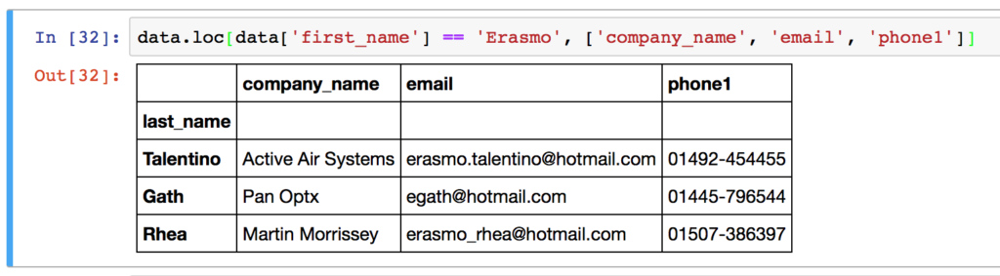 In [32]: data.loc[data['first_name'] == 'Erasmo', ['company_name', 'email', 'phone1']]
Out[32]:
company_name email phone1
last_name
Talentino Active Air Systems erasmo.talentino@hotmail.com 01492-454455
Gath Pan Optx egath@hotmail.com 01445-796544
Rhea Martin Morrissey erasmo_rhea@hotmail.com 01507-386397